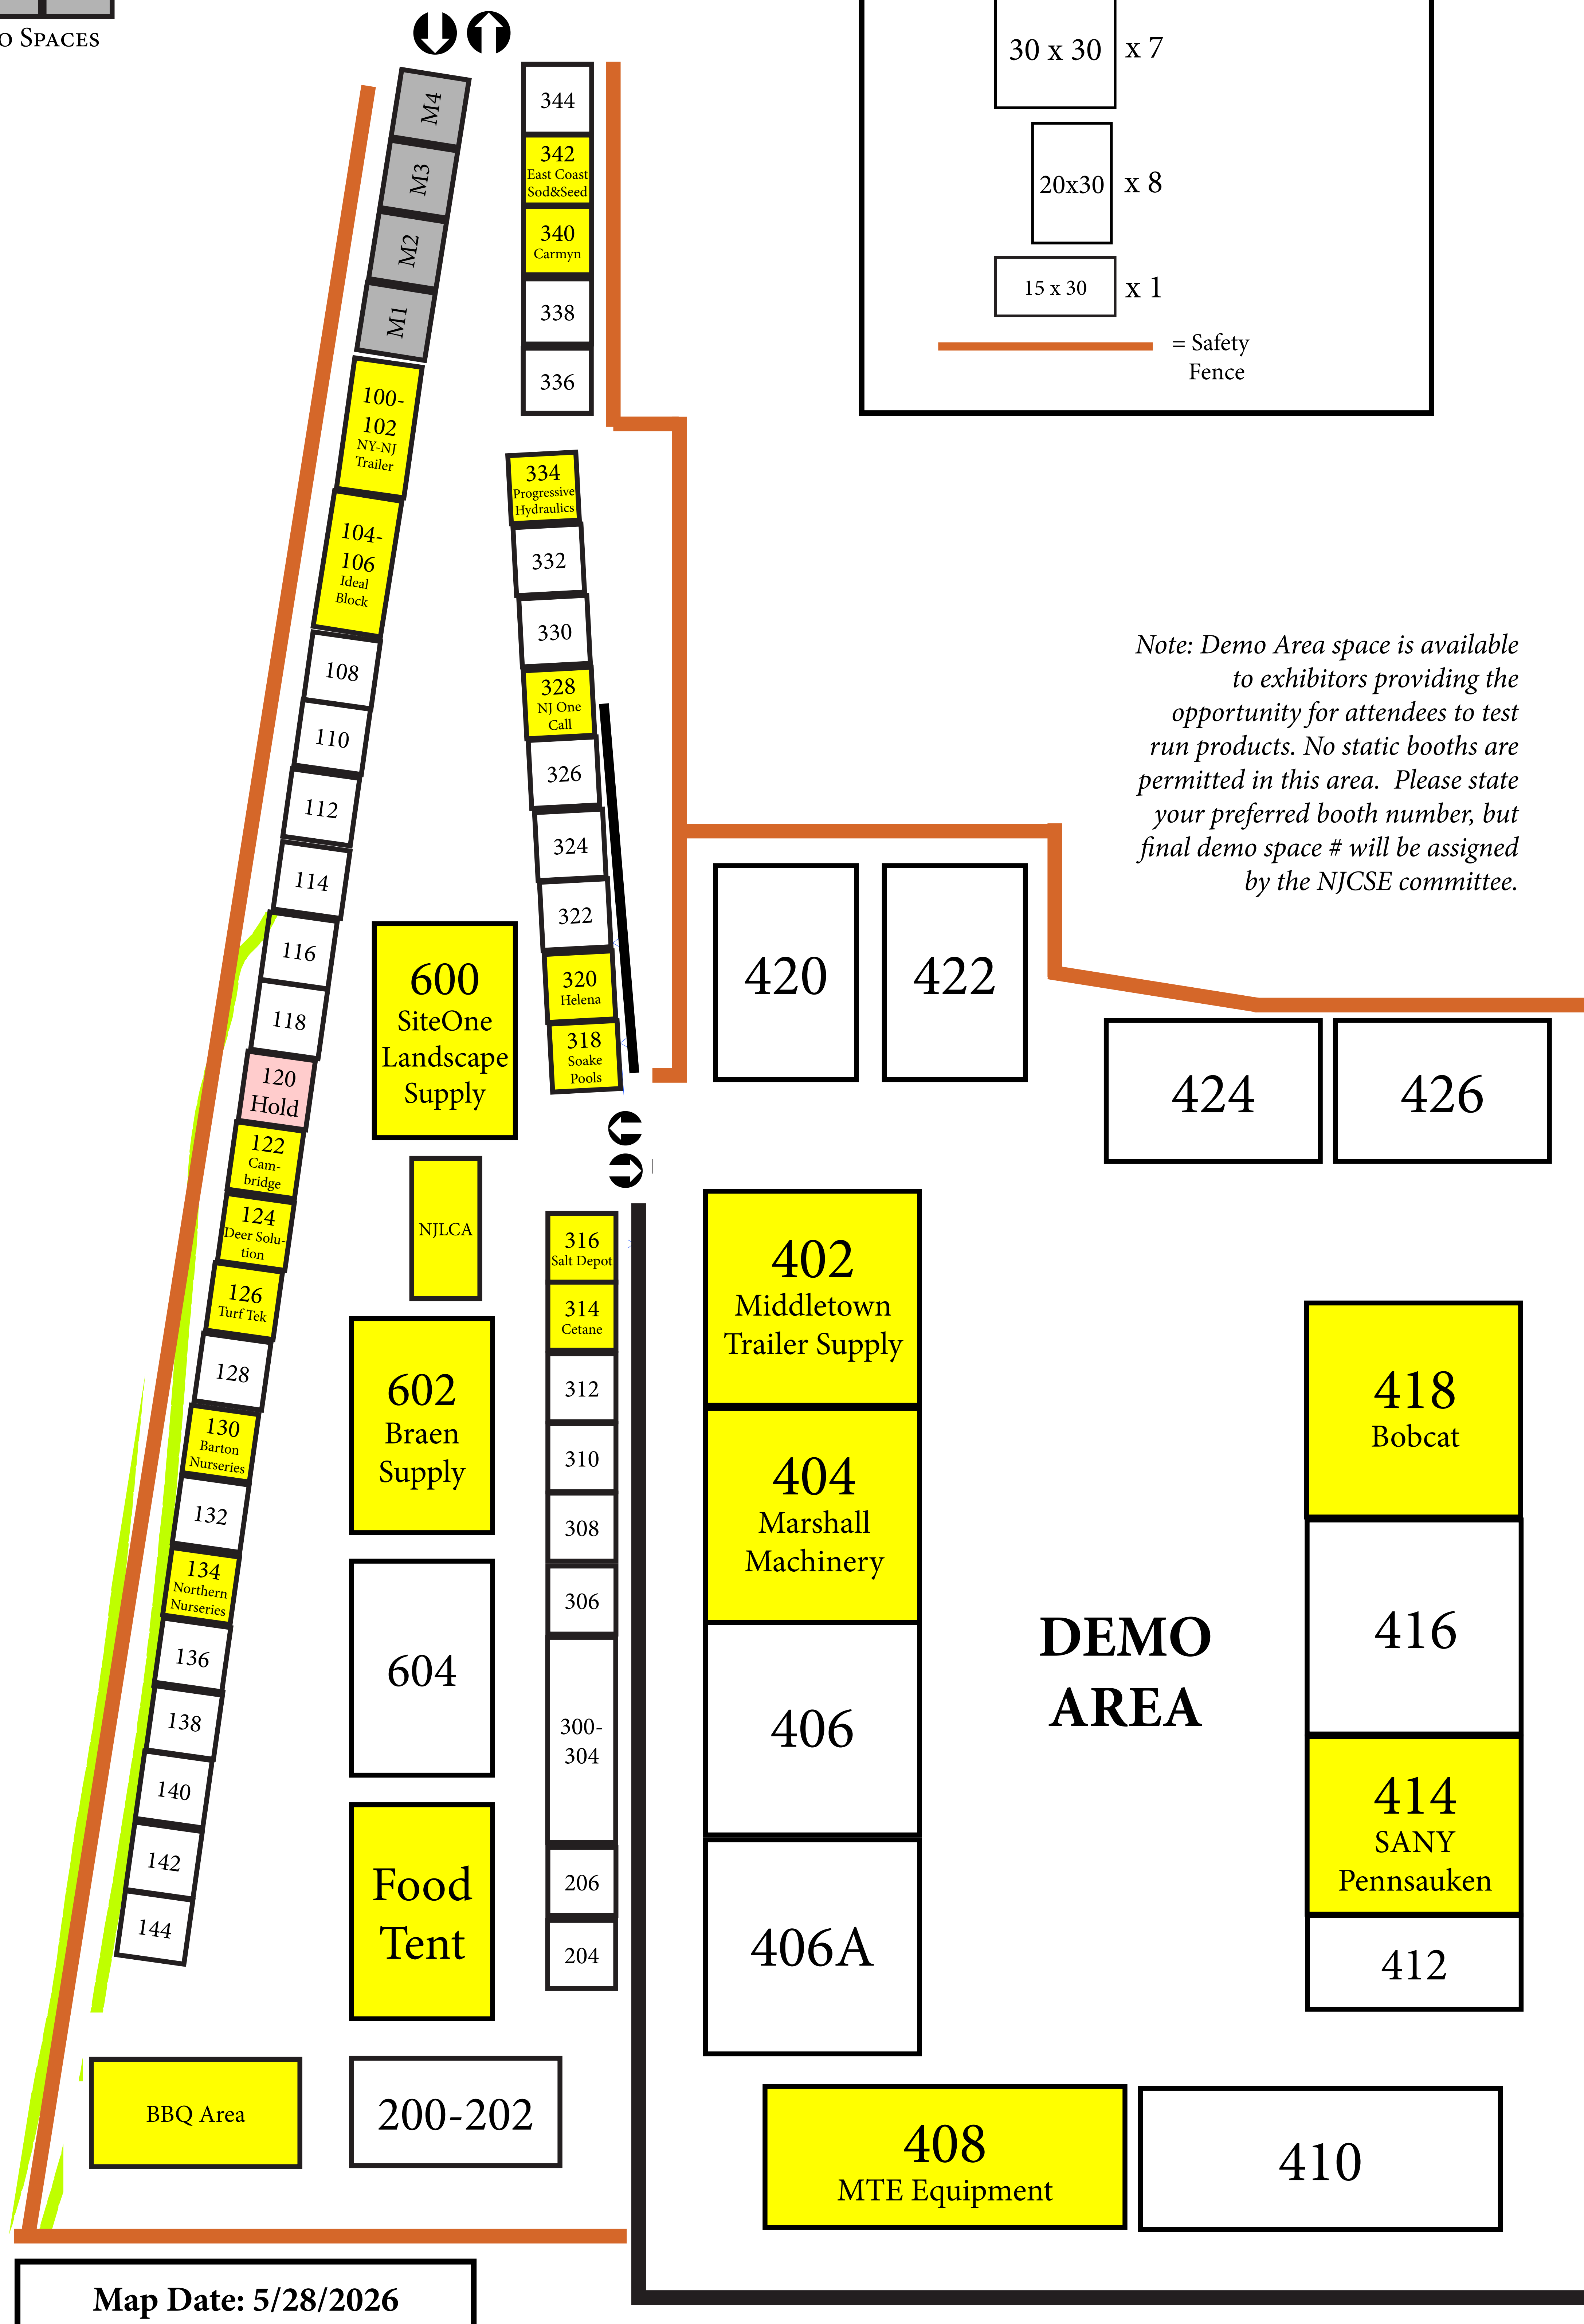 O SPACES
M4
M3
M2
M1
100-
102
NY-NJ
Trailer
104-
106
Ideal
Block
108
110
112
114
116
118
120
Hold
122
Cam-
bridge
124
Deer Solu-
tion
126
Turf Tek
128
130
Barton
Nurseries
132
134
Northern
Nurseries
136
138
140
142
144
BBQ Area
600
SiteOne
Landscape
Supply
NJLCA
602
Braen
Supply
604
Food
Tent
200-202
344
342
East Coast
Sod&Seed
340
Carmyn
338
336
334
Progressive
Hydraulics
332
330
328
NJ One
Call
326
324
322
320
Helena
318
Soake
Pools
316
Salt Depot
314
Cetane
312
310
308
306
300-
304
206
204
30 x 30 x 7
20x30 x 8
15 x 30 x 1
= Safety
Fence
Note: Demo Area space is available
to exhibitors providing the
opportunity for attendees to test
run products. No static booths are
permitted in this area. Please state
your preferred booth number, but
final demo space # will be assigned
by the NJCSE committee.
420
422
424
426
402
Middletown
Trailer Supply
404
Marshall
Machinery
406
406A
DEMO
AREA
418
Bobcat
416
414
SANY
Pennsauken
412
408
MTE Equipment
410
Map Date: 5/28/2026